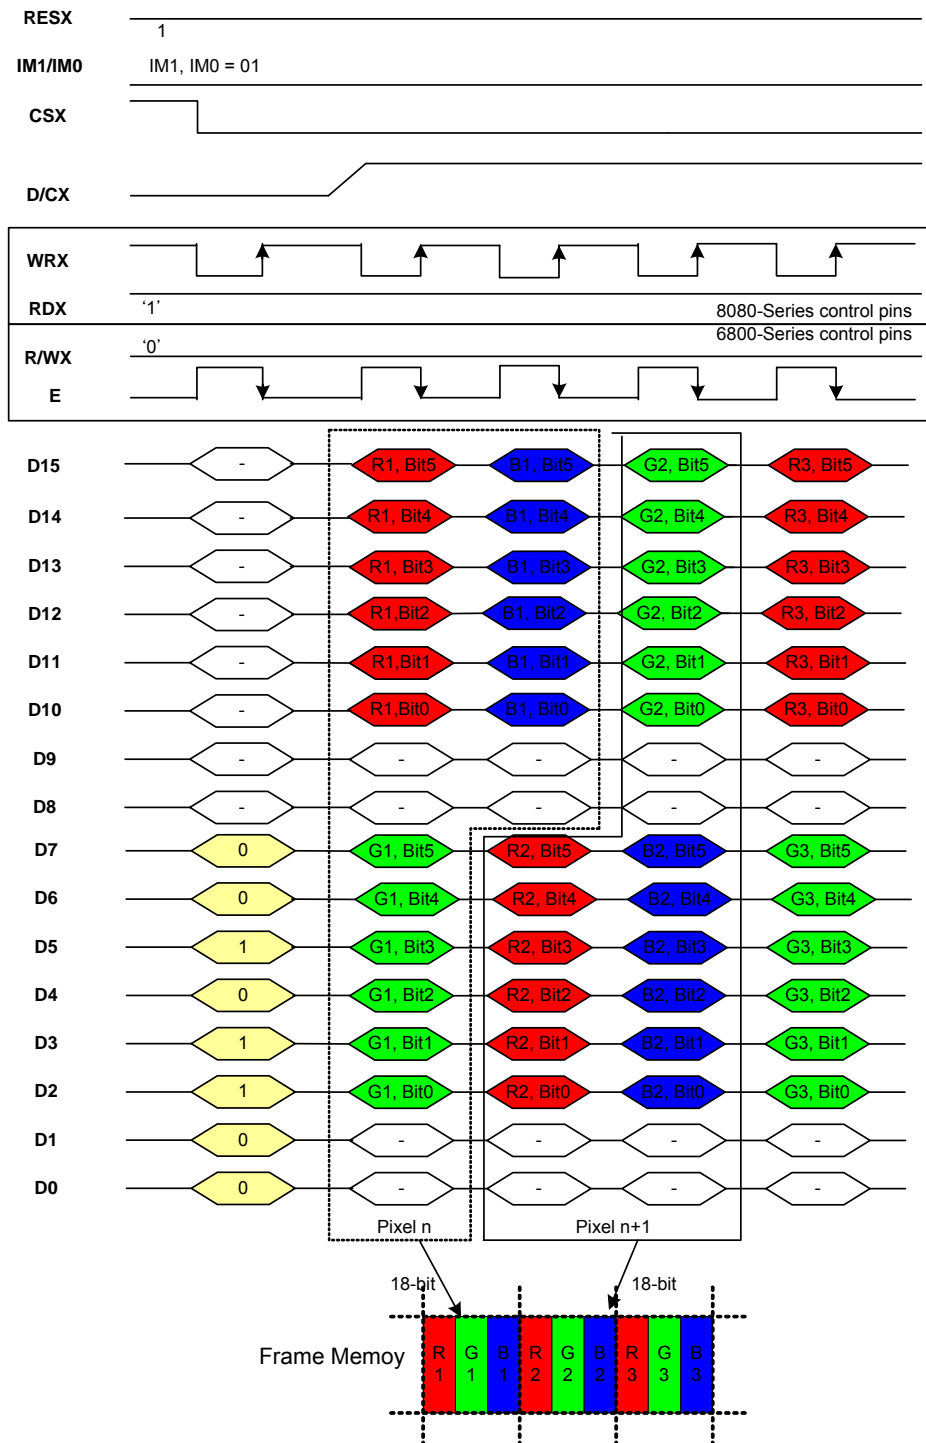 RESX
1
IM1/IM0 IM1, IM0 = 01
CSX
D/CX
WRX
RDX ‘1’ 8080-Series control pins
6800-Series control pins
R/WX ‘0’
E
D15 - R1, Bit5 B1, Bit5 G2, Bit5 R3, Bit5
D14 - R1, Bit4 B1, Bit4 G2, Bit4 R3, Bit4
D13 - R1, Bit3 B1, Bit3 G2, Bit3 R3, Bit3
D12 - R1,Bit2 B1, Bit2 G2, Bit2 R3, Bit2
D11 - R1,Bit1 B1, Bit1 G2, Bit1 R3, Bit1
D10 - R1,Bit0 B1, Bit0 G2, Bit0 R3, Bit0
D9 - - - - -
D8 - - - - -
D7 0 G1, Bit5 R2, Bit5 B2, Bit5 G3, Bit5
D6 0 G1, Bit4 R2, Bit4 B2, Bit4 G3, Bit4
D5 1 G1, Bit3 R2, Bit3 B2, Bit3 G3, Bit3
D4 0 G1, Bit2 R2, Bit2 B2, Bit2 G3, Bit2
D3 1 G1, Bit1 R2, Bit1 B2, Bit1 G3, Bit1
D2 1 G1, Bit0 R2, Bit0 B2, Bit0 G3, Bit0
D1 0 - - - -
D0 0 - - - -
Pixel n Pixel n+1
18-bit 18-bit
Frame Memoy
R G B R G B R G B
1 1 1 2 2 2 3 3 3